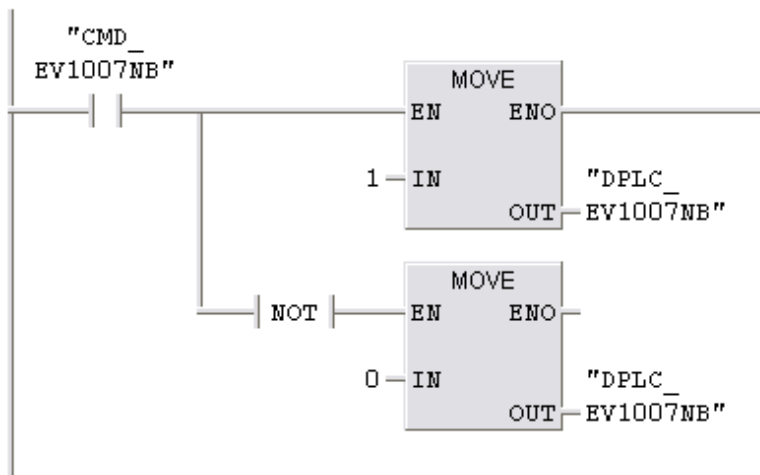 "CMD_
EV1007NB"
MOVE
EN ENO
1 IN
"DPLC_
OUT EV1007NB"
MOVE
NOT EN ENO
0 IN
"DPLC_
OUT EV1007NB"